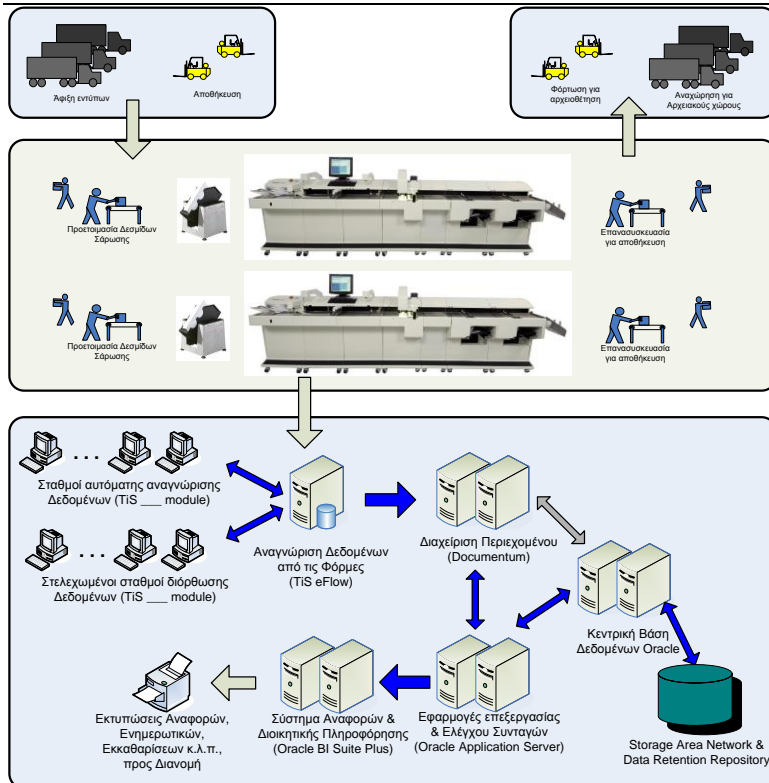 Άφιξη εντύπων
Αποθήκευση
Φόρτωση για
αρχειοθέτηση
Αναχώρηση για
Αρχειακούς χώρους
Προετοιμασία Δεσμίδων
Σάρωσης
Επανασυσκευασία
για αποθήκευση
Προετοιμασία Δεσμίδων
Σάρωσης
Επανασυσκευασία
για αποθήκευση
Σταθμοί αυτόματης αναγνώρισης
Δεδομένων (TiS ___ module)
Στελεχωμένοι σταθμοί διόρθωσης
Δεδομένων (TiS ___ module)
Αναγνώριση Δεδομένων
από τις Φόρμες
(TiS eFlow)
Διαχείριση Περιεχομένου
(Documentum)
Κεντρική Βάση
Δεδομένων Oracle
Εκτυπώσεις Αναφορών,
Ενημερωτικών,
Εκκαθαρίσεων κ.λ.π.,
προς Διανομή
Σύστημα Αναφορών &
Διοικητικής Πληροφόρησης
(Oracle BI Suite Plus)
Εφαρμογές επεξεργασίας
& Ελέγχου Συνταγών
(Oracle Application Server)
Storage Area Network &
Data Retention Repository